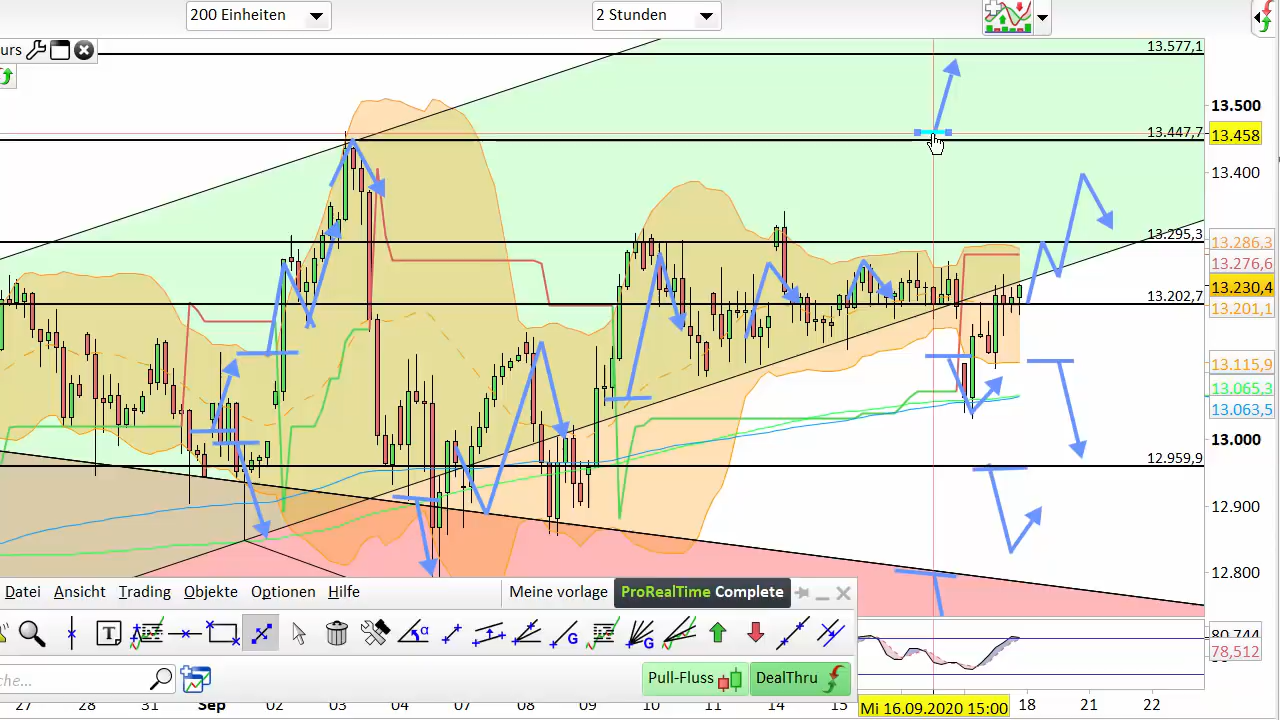 200 Einheiten
2 Stunden
urs
13.577,1
13.500
13.447,7
13.458
13.400
13.295,3
13.286,3
13.276,6
13.230,4
13.202,7
13.201,1
13.115,9
13.065,3
13.063,5
13.000
12.959,9
12.900
12.800
Datei Ansicht Trading Objekte Optionen Hilfe
Meine vorlage
ProRealTime Complete
T
α
G
G
80,744
78,512
che...
Pull-Fluss
DealThru
27 28 31 Sep 02 03 04 07 08 09 10 11 14 15
Mi 16.09.2020 15:00
18 21 22